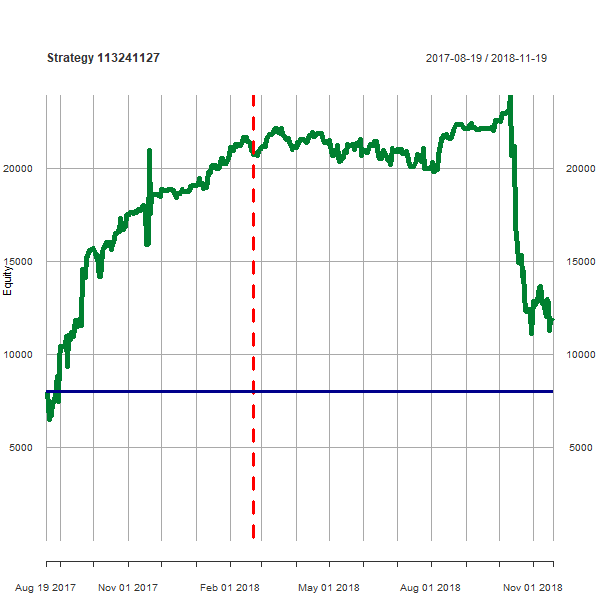 Strategy 113241127
2017-08-19 / 2018-11-19
20000
20000
15000
15000
Equity
10000
10000
5000
5000
Aug 19 2017
Nov 01 2017
Feb 01 2018
May 01 2018
Aug 01 2018
Nov 01 2018